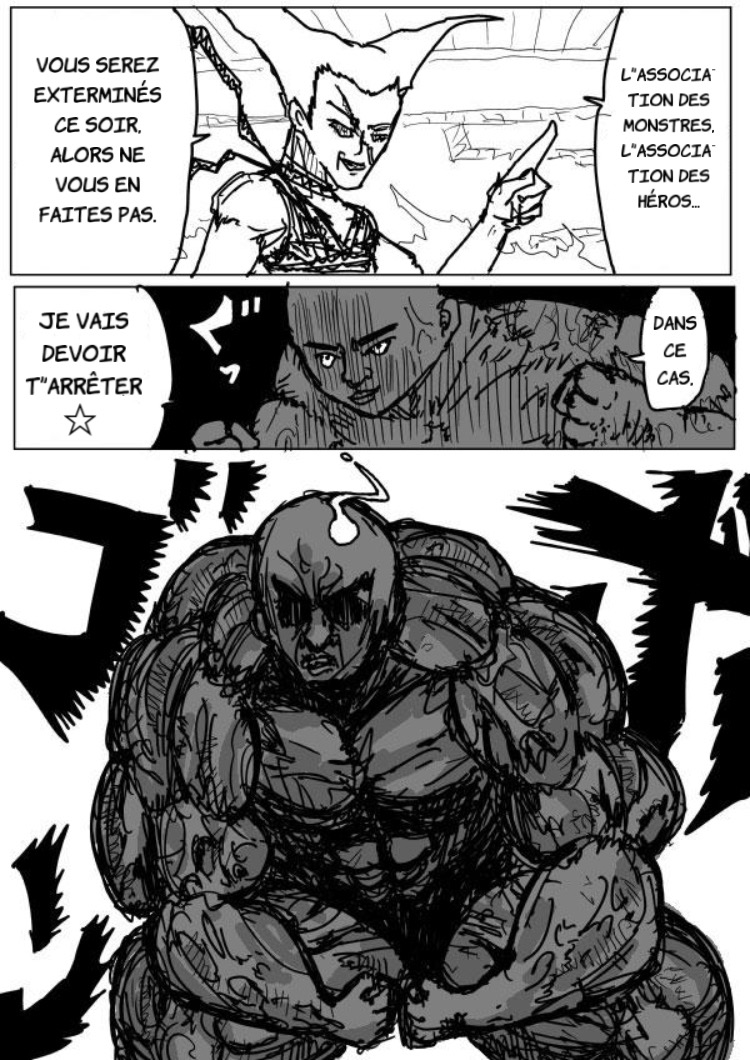 L"ASSOCIA-
TION DES
MONSTRES,
L"ASSOCIA-
TION DES
HÉROS...
VOUS SEREZ
EXTERMINÉS
CE SOIR,
ALORS NE
VOUS EN
FAITES PAS.
DANS
CE
CAS,
JE VAIS
DEVOIR
T"ARRÊTER
☆